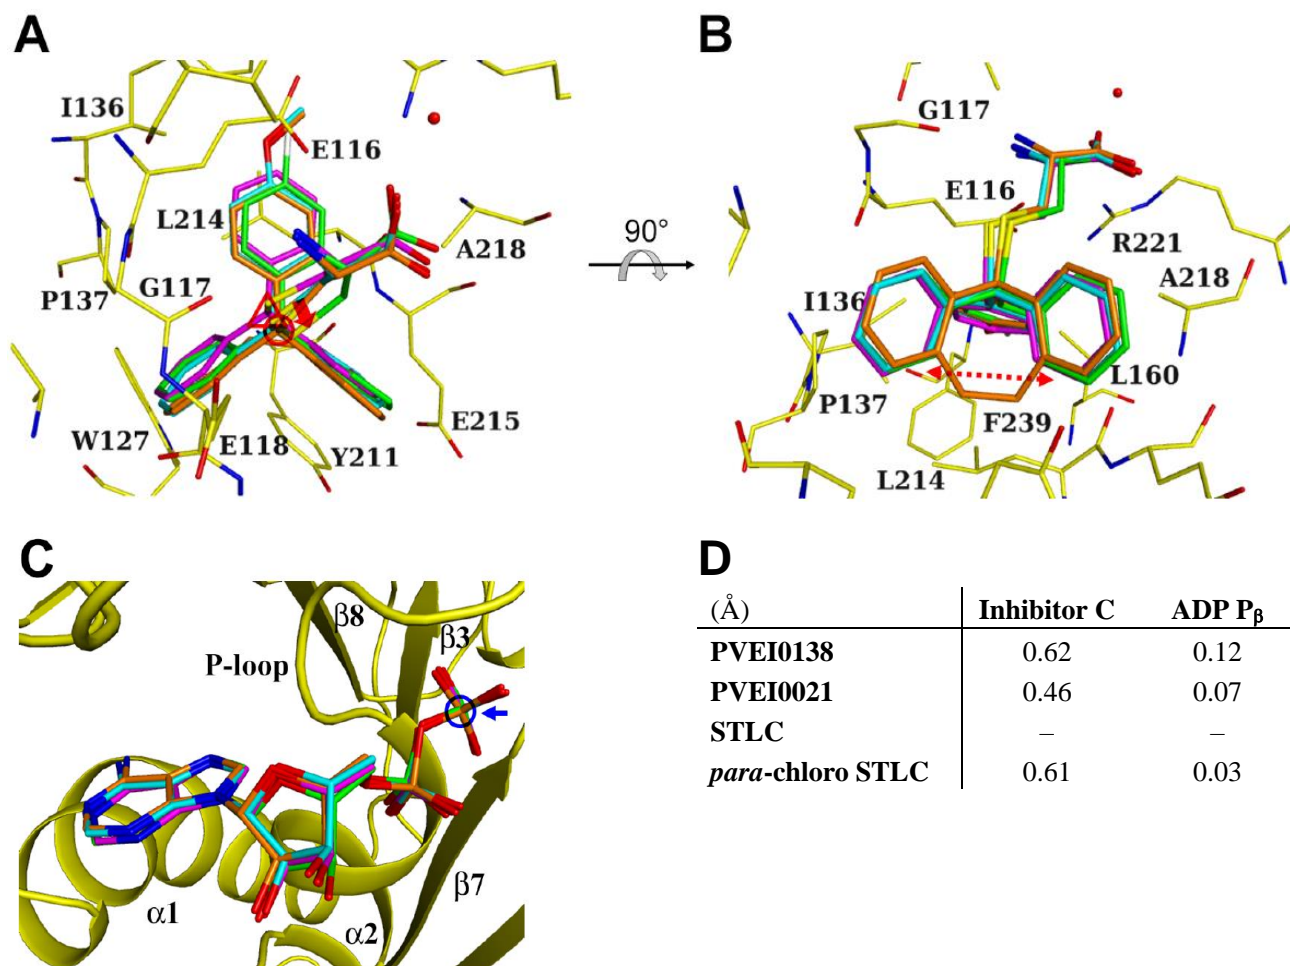 A
I136
E116
L214
A218
P137
G117
W127
E118
Y211
E215
90°
B
G117
E116
R221
A218
I136
L160
P137
F239
L214
C
β8
β3
P-loop
β7
α1
α2
D
(Å) Inhibitor C ADP Pβ
PVEI0138 0.62 0.12
PVEI0021 0.46 0.07
STLC – –
para-chloro STLC 0.61 0.03